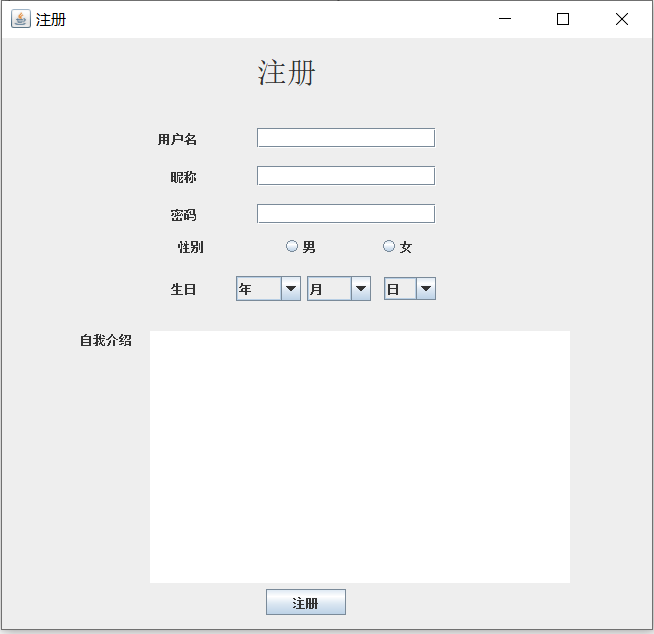 注册
注册
用户名
昵称
密码
性别 男 女
生日 年 月 日
自我介绍
注册